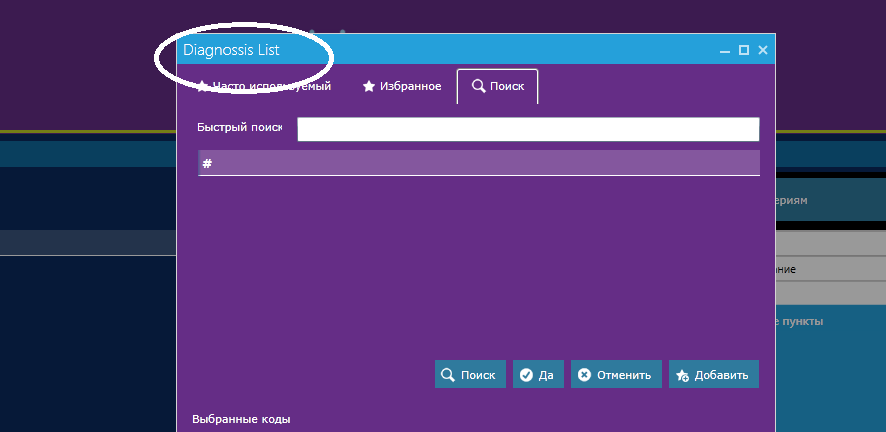 Diagnossis List
Часто используемый Избранное Поиск
Быстрый поиск
#
ериям
ание
е пункты
Поиск Да Отменить Добавить
Выбранные коды